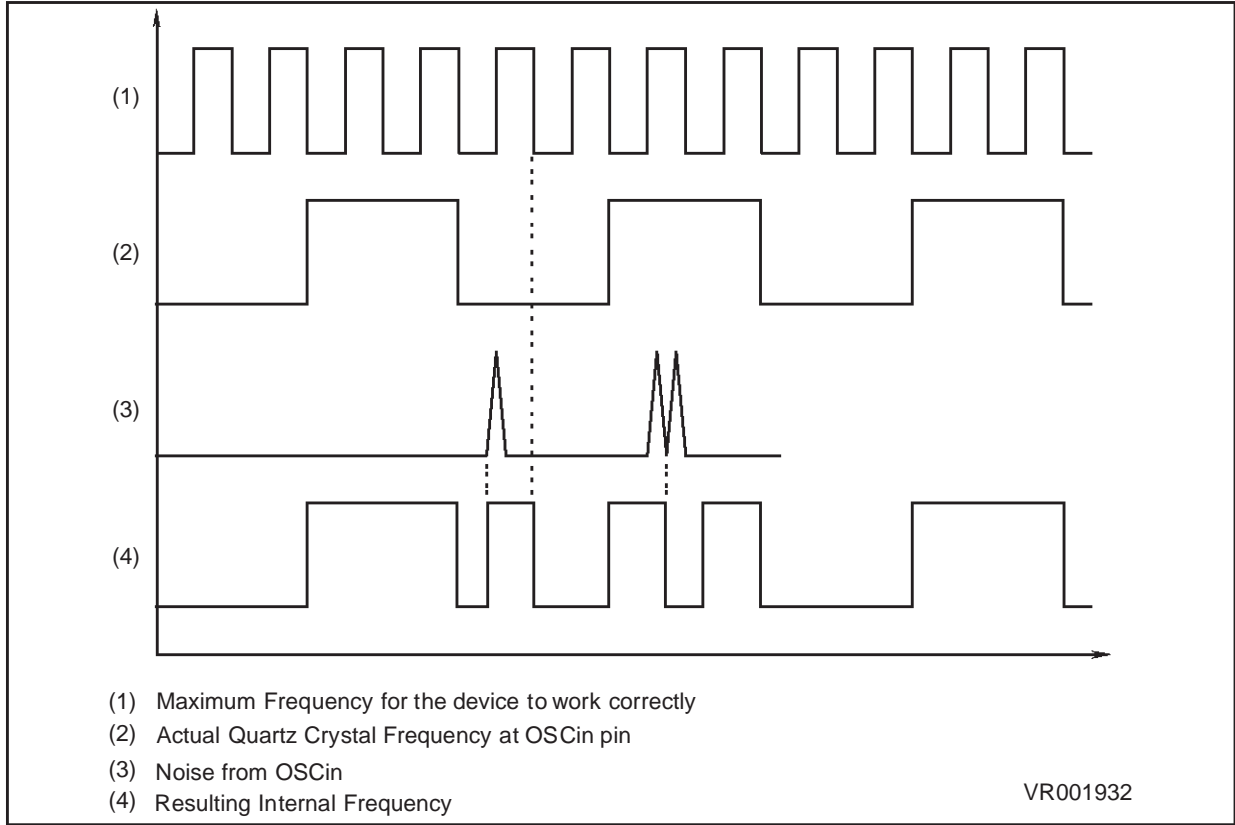 (1)
(2)
(3)
(4)
(1) Maximum Frequency for the device to work correctly
(2) Actual Quartz Crystal Frequency at OSCin pin
(3) Noise from OSCin
(4) Resulting Internal Frequency
VR001932